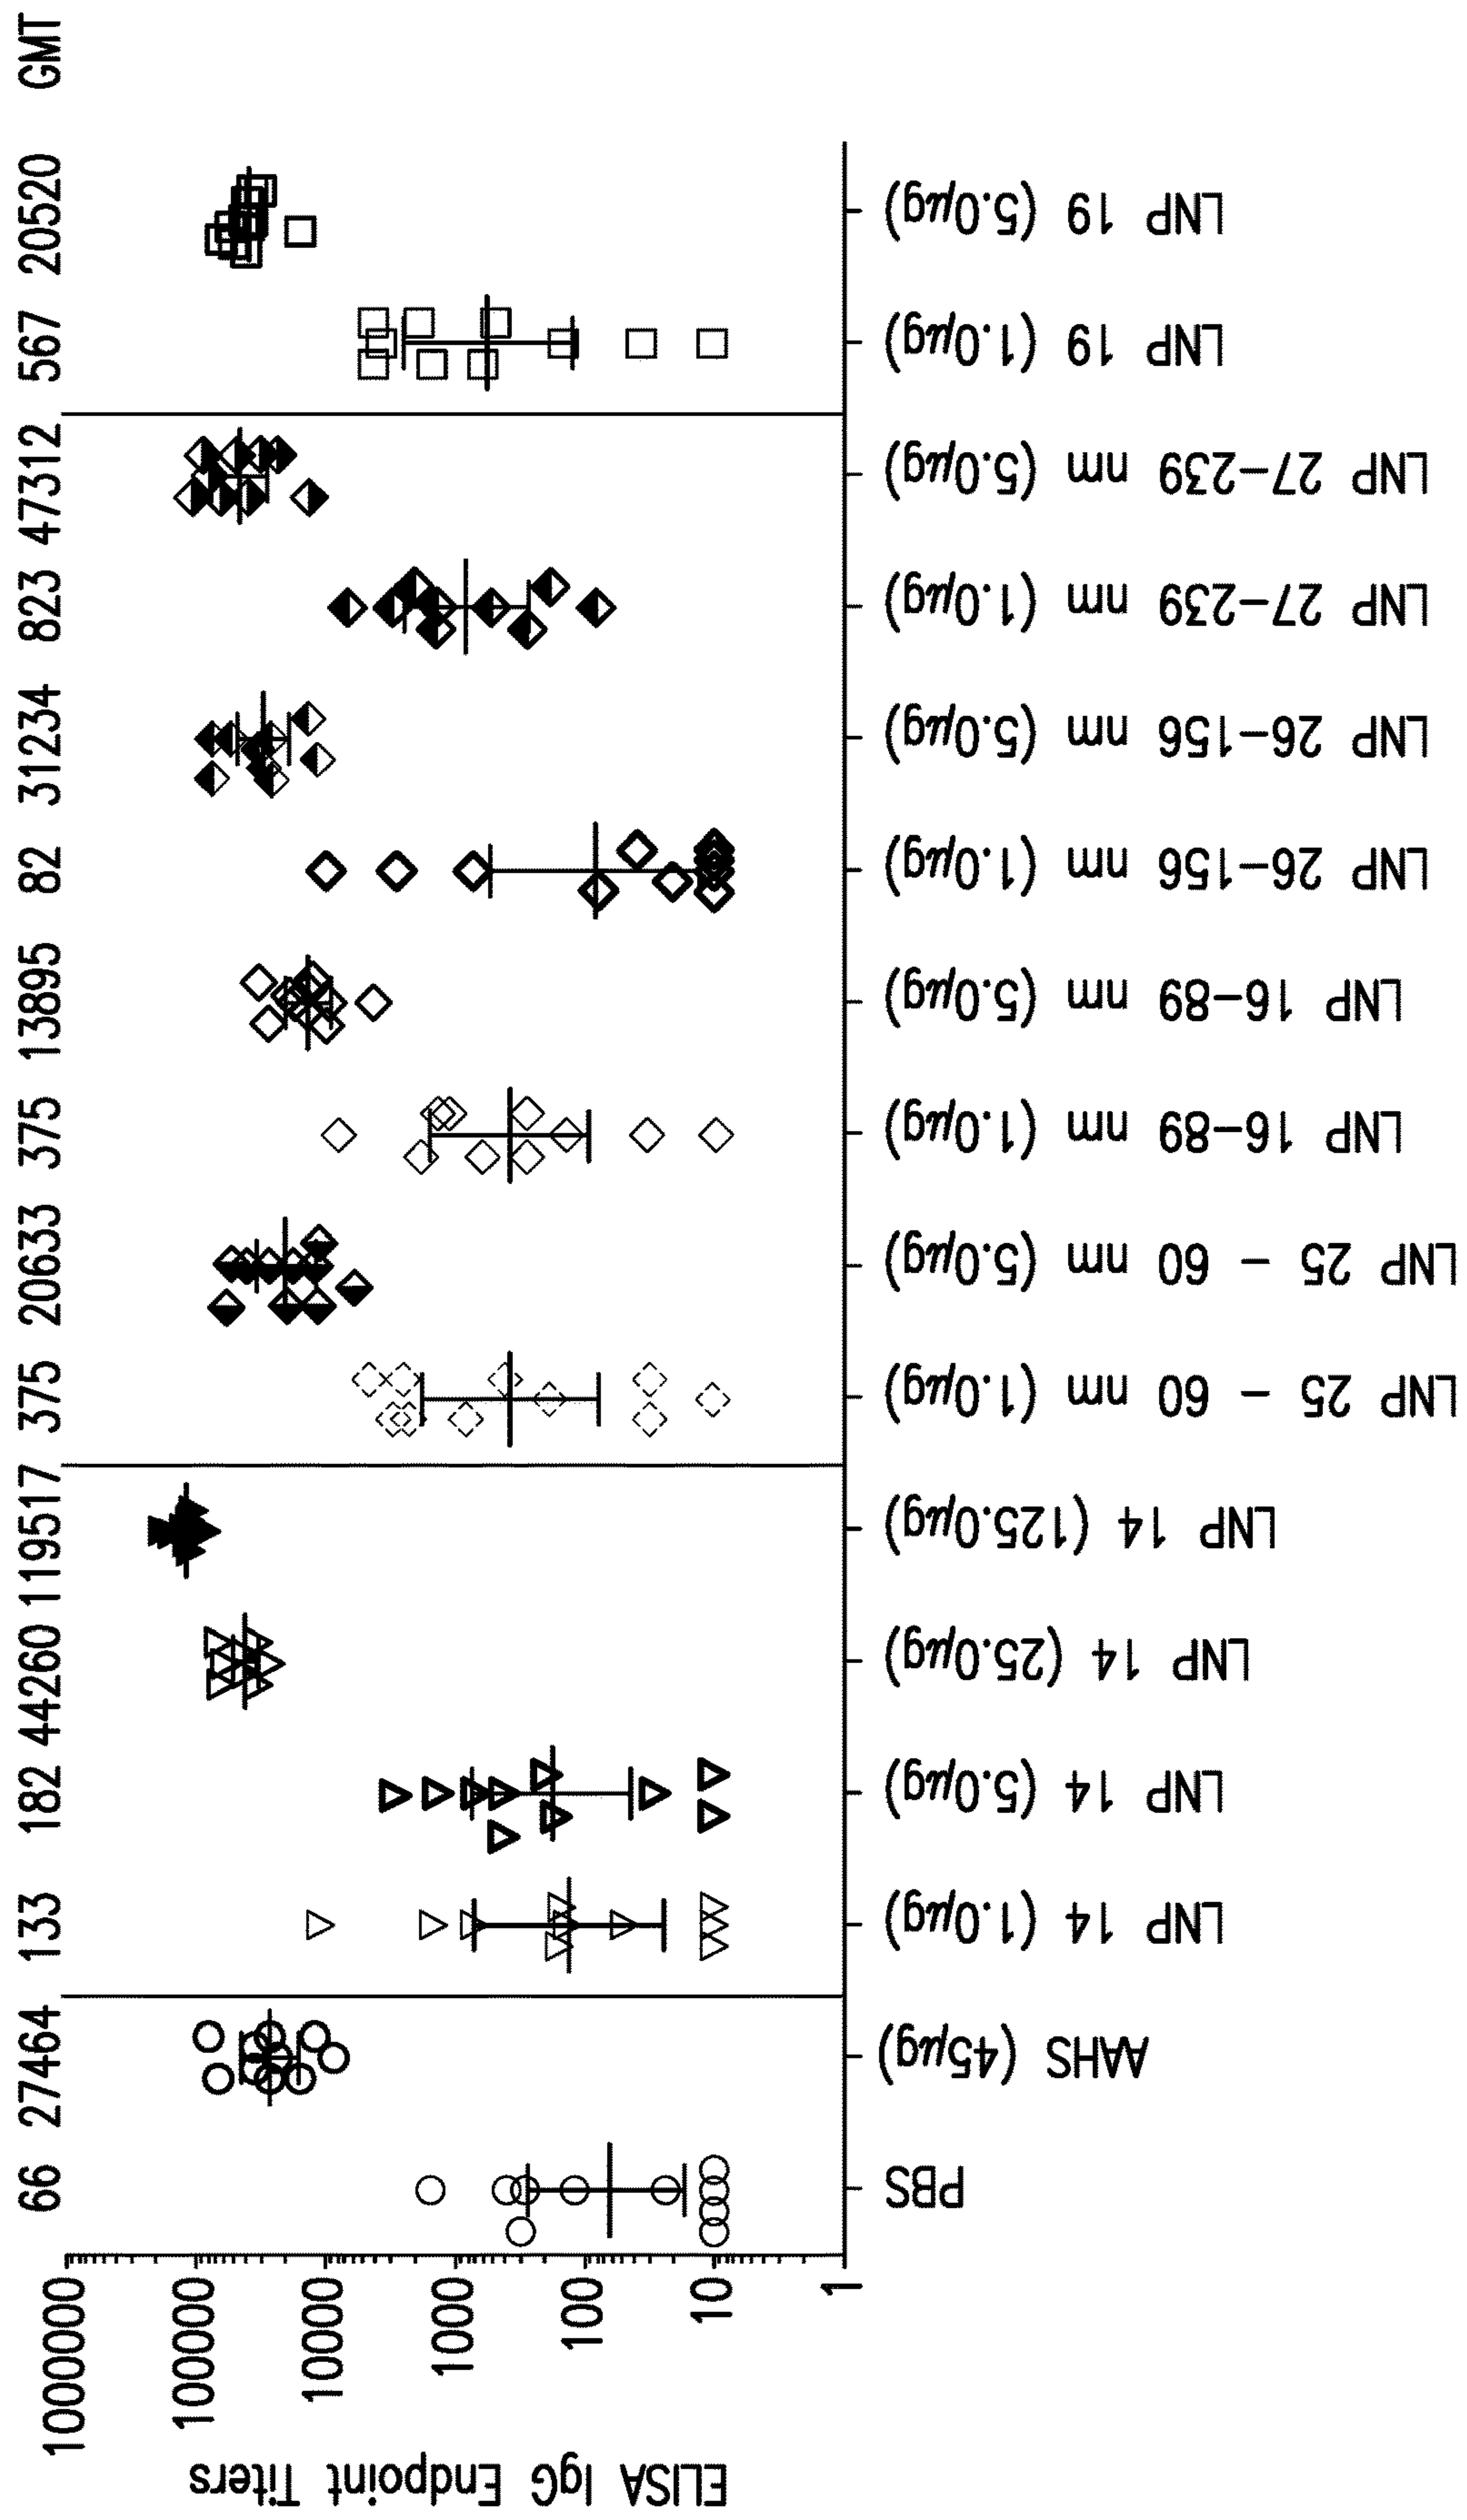 66 27464 133 182 44260 119517 375 20633 375 13895 82 31234 823 47312 567 20520 GMT
ELISA IgG Endpoint Titers
1000000
100000
10000
1000
100
10
1
PBS
AAHS (45µg)
LNP 14 (1.0µg)
LNP 14 (5.0µg)
LNP 14 (25.0µg)
LNP 14 (125.0µg)
LNP 25 - 60 nm (1.0µg)
LNP 25 - 60 nm (5.0µg)
LNP 16-89 nm (1.0µg)
LNP 16-89 nm (5.0µg)
LNP 26-156 nm (1.0µg)
LNP 26-156 nm (5.0µg)
LNP 27-239 nm (1.0µg)
LNP 27-239 nm (5.0µg)
LNP 19 (1.0µg)
LNP 19 (5.0µg)